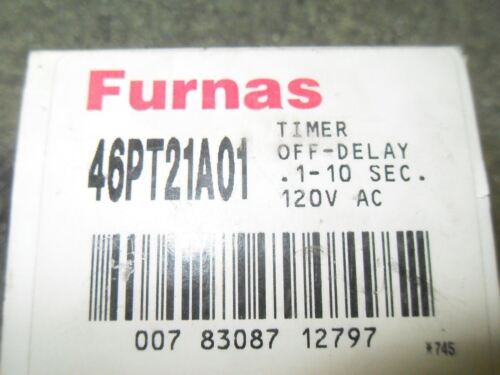 Furnas
46PT21A01
TIMER
OFF-DELAY
.1-10 SEC.
120V AC
007 83087 12797
*745